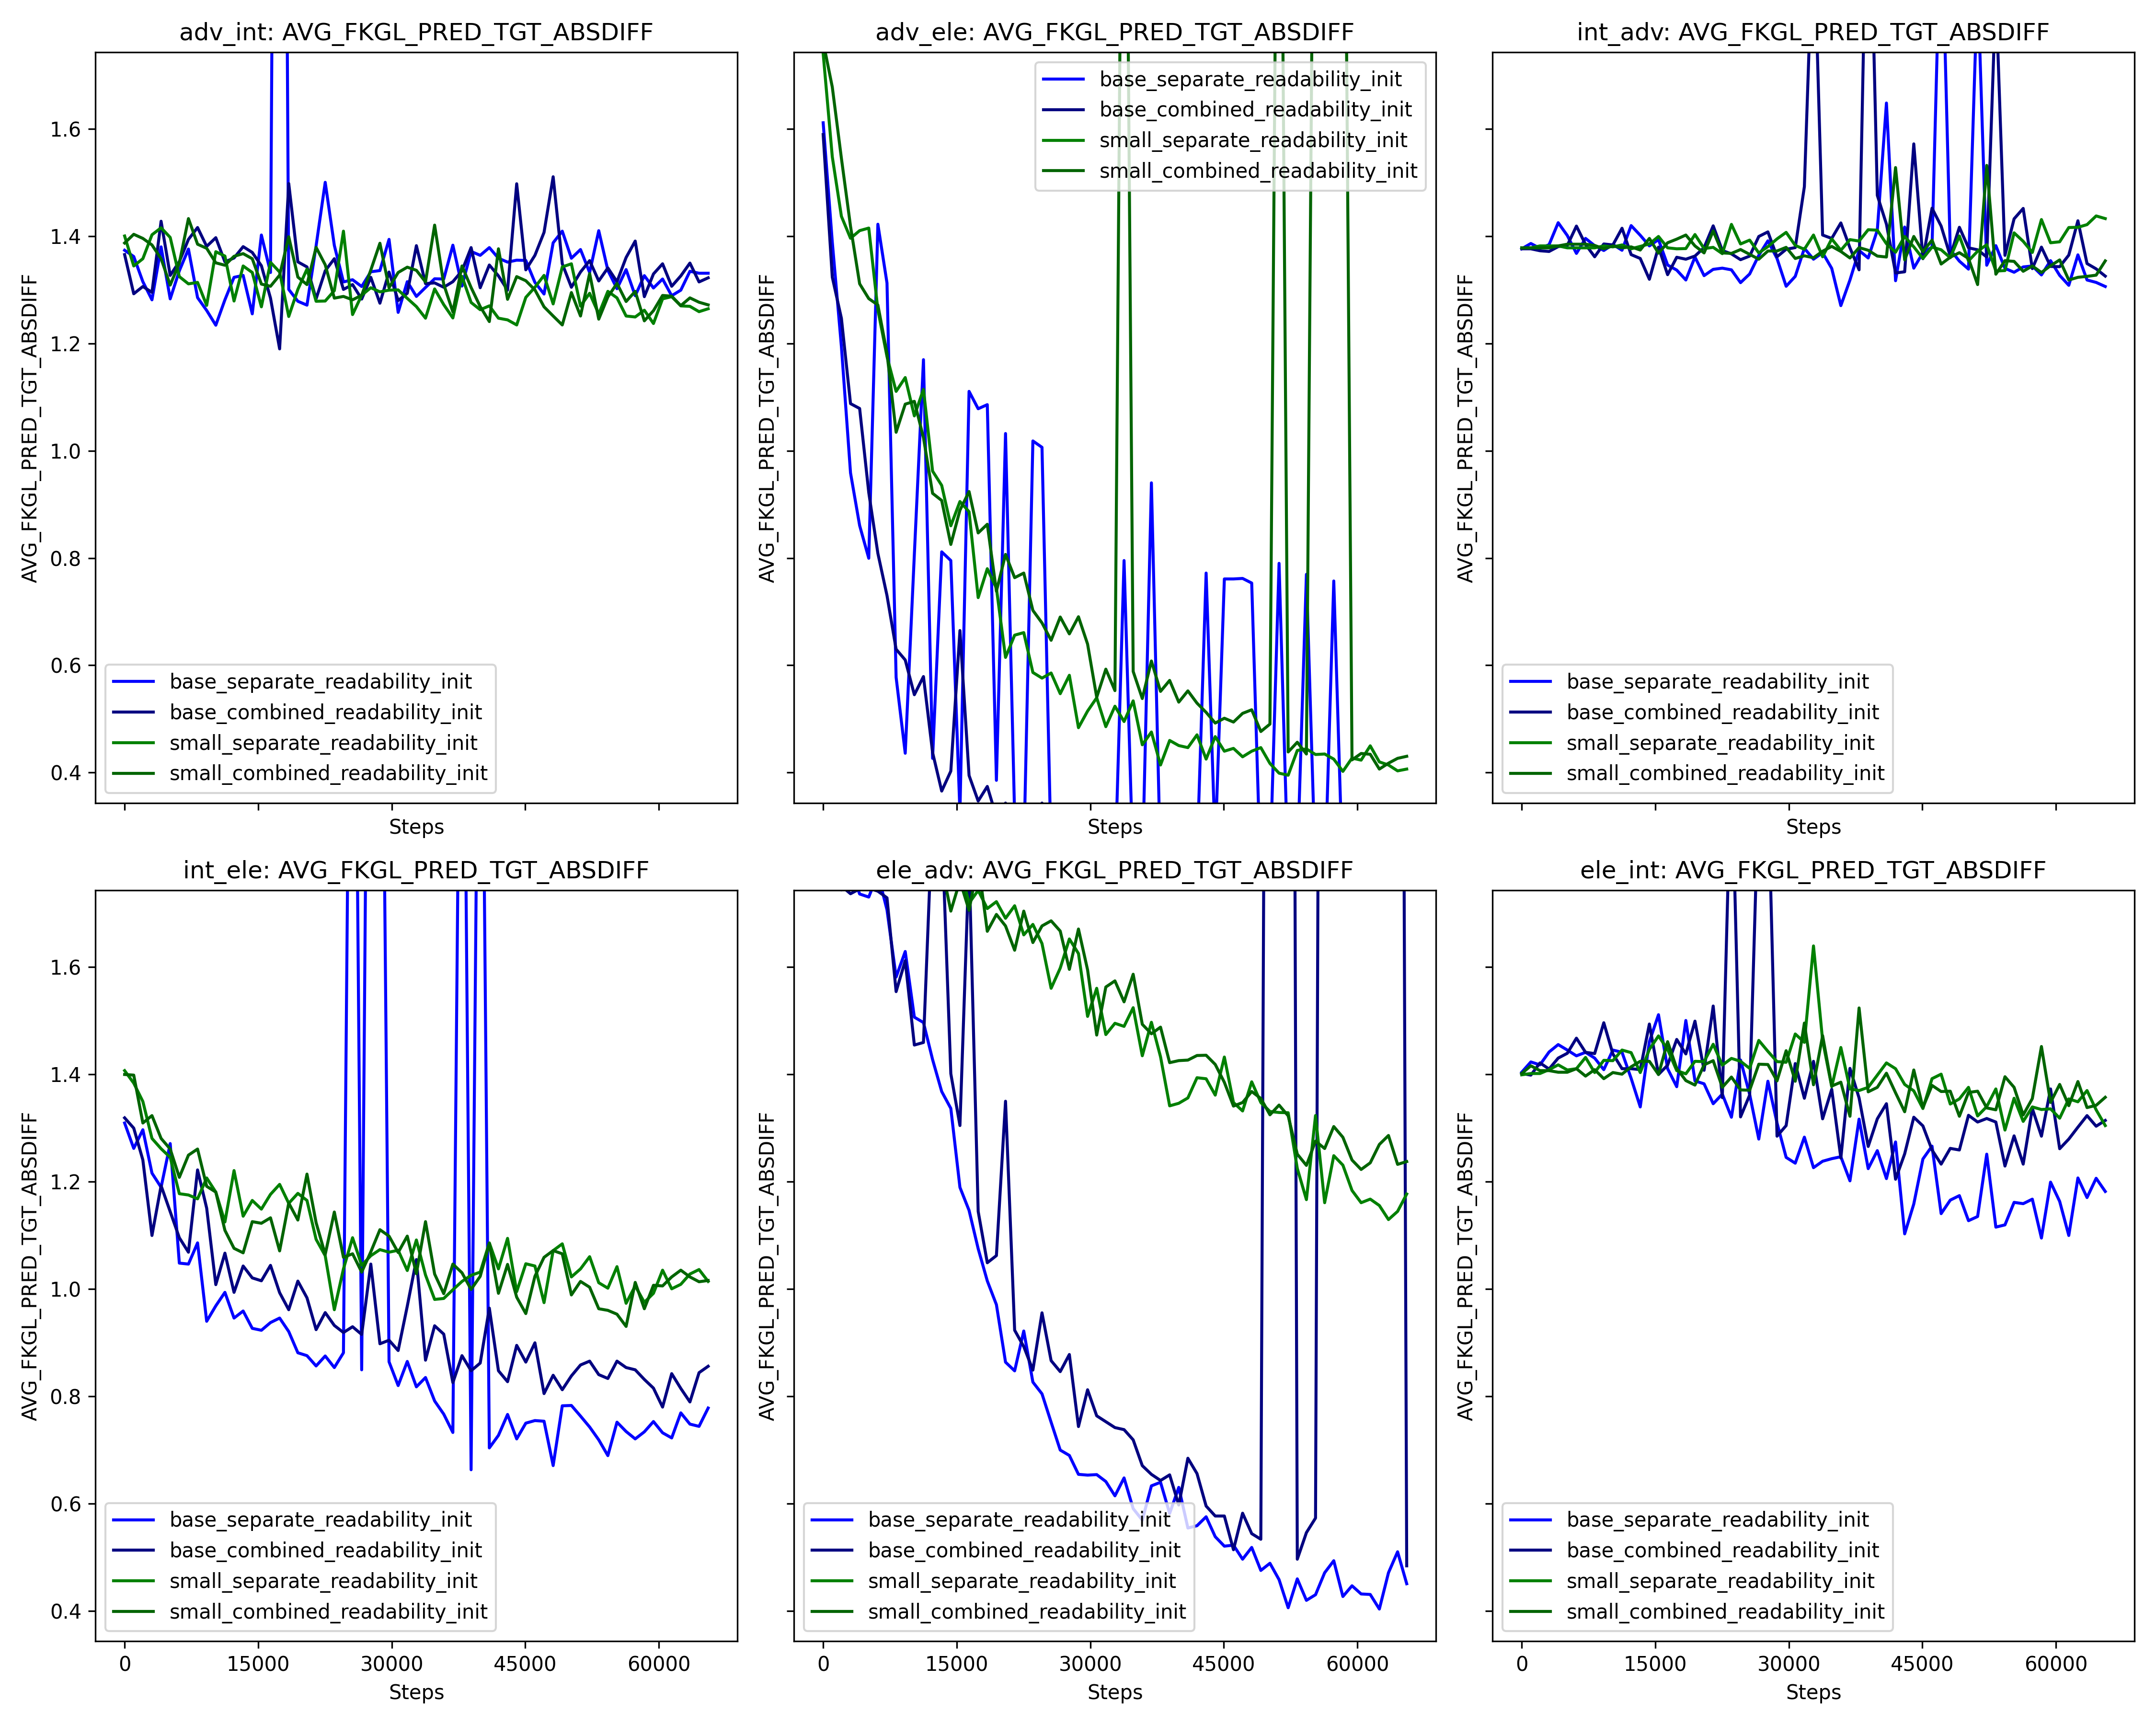 adv_int: AVG_FKGL_PRED_TGT_ABSDIFF
AVG_FKGL_PRED_TGT_ABSDIFF
1.6
1.4
1.2
1.0
0.8
0.6
0.4
base_separate_readability_init
base_combined_readability_init
small_separate_readability_init
small_combined_readability_init
Steps
adv_ele: AVG_FKGL_PRED_TGT_ABSDIFF
AVG_FKGL_PRED_TGT_ABSDIFF
base_separate_readability_init
base_combined_readability_init
small_separate_readability_init
small_combined_readability_init
Steps
int_adv: AVG_FKGL_PRED_TGT_ABSDIFF
AVG_FKGL_PRED_TGT_ABSDIFF
base_separate_readability_init
base_combined_readability_init
small_separate_readability_init
small_combined_readability_init
Steps
int_ele: AVG_FKGL_PRED_TGT_ABSDIFF
AVG_FKGL_PRED_TGT_ABSDIFF
1.6
1.4
1.2
1.0
0.8
0.6
0.4
base_separate_readability_init
base_combined_readability_init
small_separate_readability_init
small_combined_readability_init
0 15000 30000 45000 60000
Steps
ele_adv: AVG_FKGL_PRED_TGT_ABSDIFF
AVG_FKGL_PRED_TGT_ABSDIFF
base_separate_readability_init
base_combined_readability_init
small_separate_readability_init
small_combined_readability_init
0 15000 30000 45000 60000
Steps
ele_int: AVG_FKGL_PRED_TGT_ABSDIFF
AVG_FKGL_PRED_TGT_ABSDIFF
base_separate_readability_init
base_combined_readability_init
small_separate_readability_init
small_combined_readability_init
0 15000 30000 45000 60000
Steps